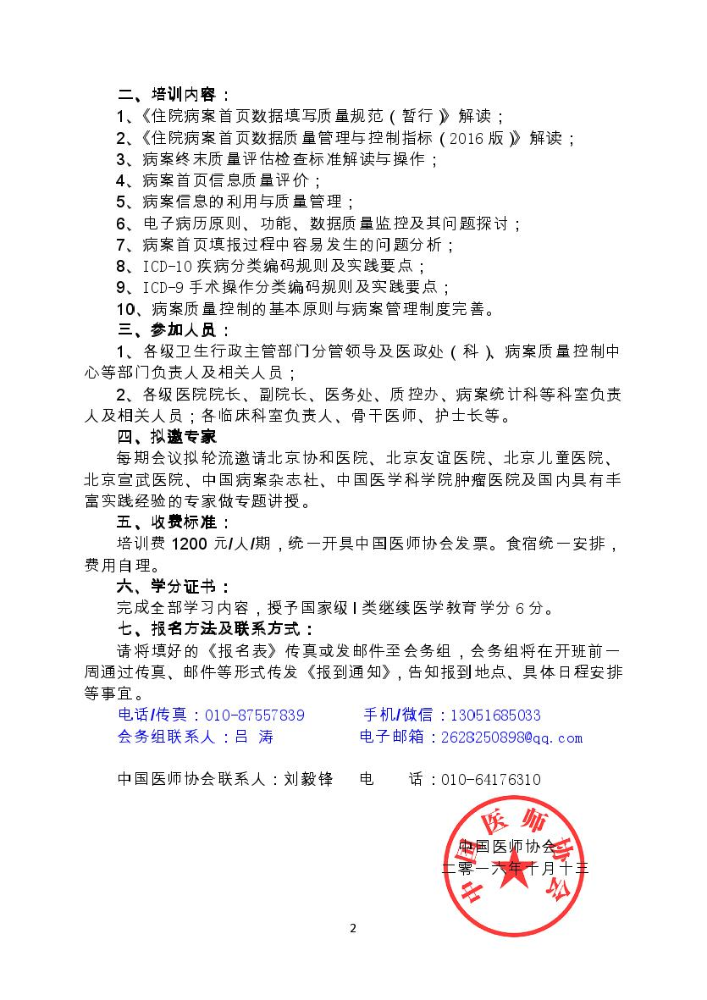 二、培训内容：
1、《住院病案首页数据填写质量规范（暂行）》解读；
2、《住院病案首页数据质量管理与控制指标（2016 版）》解读；
3、病案终末质量评估检查标准解读与操作；
4、病案首页信息质量评价；
5、病案信息的利用与质量管理；
6、电子病历原则、功能、数据质量监控及其问题探讨；
7、病案首页填报过程中容易发生的问题分析；
8、ICD-10 疾病分类编码规则及实践要点；
9、ICD-9 手术操作分类编码规则及实践要点；
10、病案质量控制的基本原则与病案管理制度完善。
三、参加人员：
1、各级卫生行政主管部门分管领导及医政处（科）、病案质量控制中
心等部门负责人及相关人员；
2、各级医院院长、副院长、医务处、质控办、病案统计科等科室负责
人及相关人员；各临床科室负责人、骨干医师、护士长等。
四、拟邀专家
每期会议拟轮流邀请北京协和医院、北京友谊医院、北京儿童医院、
北京宣武医院、中国病案杂志社、中国医学科学院肿瘤医院及国内具有丰
富实践经验的专家做专题讲授。
五、收费标准：
培训费 1200 元/人/期，统一开具中国医师协会发票。食宿统一安排，
费用自理。
六、学分证书：
完成全部学习内容，授予国家级 I 类继续医学教育学分 6 分。
七、报名方法及联系方式：
请将填好的《报名表》传真或发邮件至会务组，会务组将在开班前一
周通过传真、邮件等形式传发《报到通知》，告知报到地点、具体日程安排
等事宜。
电话/传真：010-87557839 手机/微信：13051685033
会务组联系人：吕 涛 电子邮箱：2628250898@qq.com
中国医师协会联系人：刘毅锋 电 话：010-64176310
中国医师协会
中国医师协会
二零一六年十月十三
2